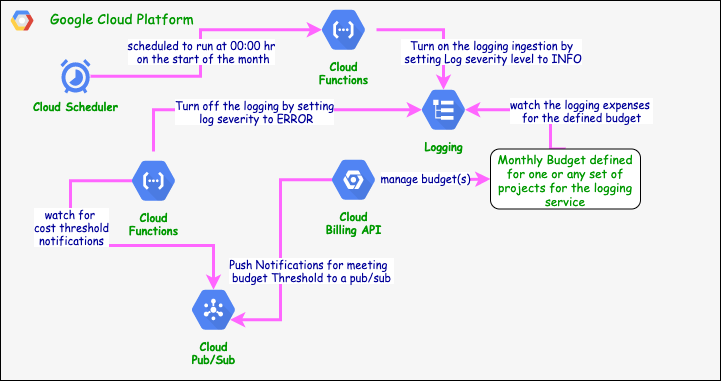 Google Cloud Platform
scheduled to run at 00:00 hr
on the start of the month
Cloud
Functions
Turn on the logging ingestion by
setting Log severity level to INFO
Cloud Scheduler
Turn off the logging by setting
log severity to ERROR
Logging
watch the logging expenses
for the defined budget
Cloud
Functions
Cloud
Billing API
manage budget(s)
Monthly Budget defined
for one or any set of
projects for the logging
service
watch for
cost threshold
notifications
Push Notifications for meeting
budget Threshold to a pub/sub
Cloud
Pub/Sub